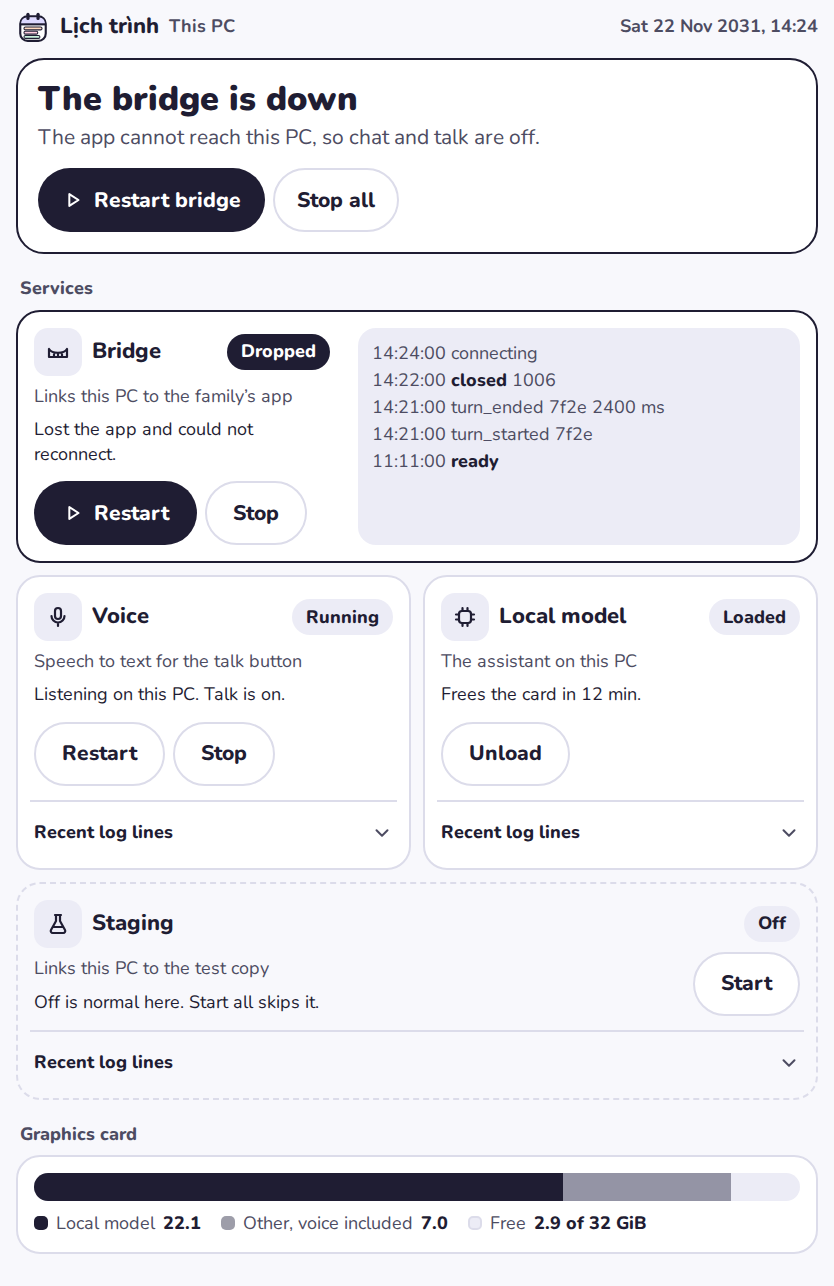 Lịch trình This PC
Sat 22 Nov 2031, 14:24
The bridge is down
The app cannot reach this PC, so chat and talk are off.
Restart bridge
Stop all
Services
Bridge
Dropped
Links this PC to the family’s app
Lost the app and could not
reconnect.
Restart
Stop
14:24:00 connecting
14:22:00 closed 1006
14:21:00 turn_ended 7f2e 2400 ms
14:21:00 turn_started 7f2e
11:11:00 ready
Voice
Running
Speech to text for the talk button
Listening on this PC. Talk is on.
Restart
Stop
Recent log lines
Local model
Loaded
The assistant on this PC
Frees the card in 12 min.
Unload
Recent log lines
Staging
Off
Links this PC to the test copy
Off is normal here. Start all skips it.
Start
Recent log lines
Graphics card
Local model 22.1
Other, voice included 7.0
Free 2.9 of 32 GiB